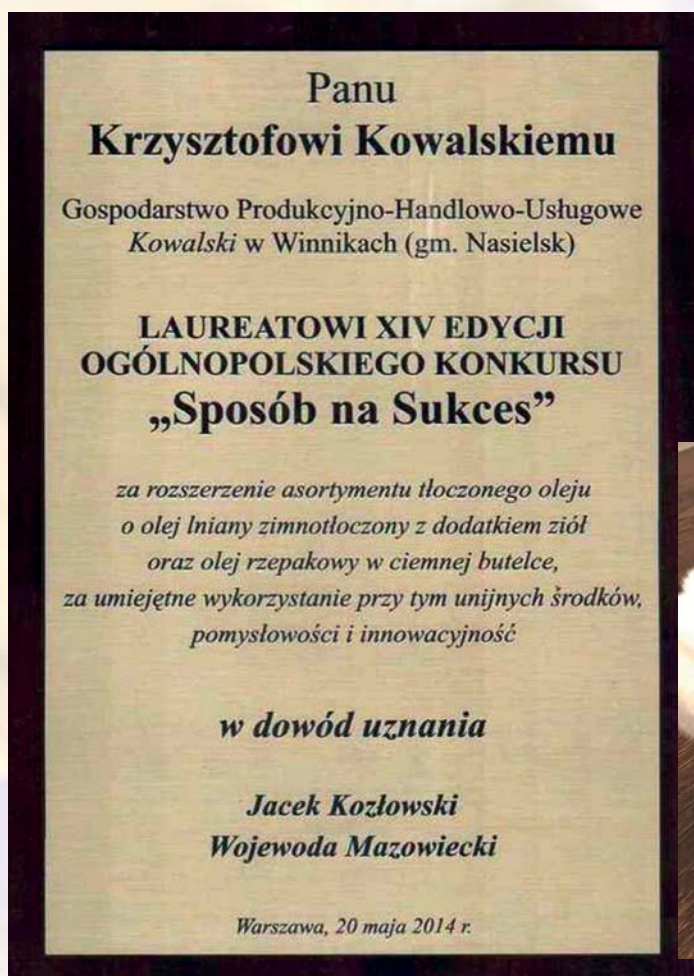 Panu
Krzysztofowi Kowalskiemu
Gospodarstwo Produkcyjno-Handlowo-Usługowe
Kowalski w Winnikach (gm. Nasielsk)
LAUREATOWI XIV EDYCJI
OGÓLNOPOLSKIEGO KONKURSU
„Sposób na Sukces”
za rozszerzenie asortymentu tłoczonego oleju
o olej lniany zimnotłoczony z dodatkiem ziół
oraz olej rzepakowy w ciemnej butelce,
za umiejętne wykorzystanie przy tym unijnych środków,
pomysłowości i innowacyjność
w dowód uznania
Jacek Kozłowski
Wojewoda Mazowiecki
Warszawa, 20 maja 2014 r.